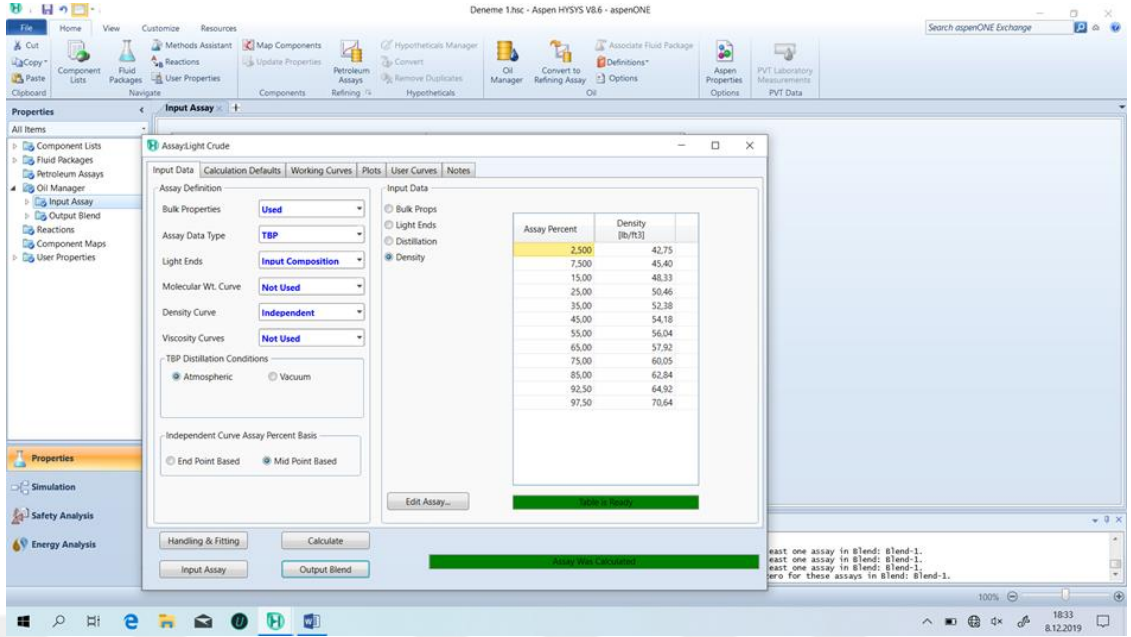 Deneme 1.hsc - Aspen HYSYS V8.6 - aspenONE
File Home View Customize Resources
Search aspenONE Exchange
Cut
Copy
Paste
Clipboard
Component Lists
Fluid Packages
Methods Assistant
Reactions
User Properties
Navigate
Map Components
Update Properties
Components
Petroleum Assays
Refining
Hypotheticals Manager
Convert
Remove Duplicates
Hypotheticals
Oil Manager
Convert to Refining Assay
Associate Fluid Package
Definitions
Options
Oil
Aspen Properties
Options
PVT Laboratory Measurements
PVT Data
Properties
All Items
Component Lists
Fluid Packages
Petroleum Assays
Oil Manager
Input Assay
Output Blend
Reactions
Component Maps
User Properties
Properties
Simulation
Safety Analysis
Energy Analysis
Input Assay
Assay:Light Crude
Input Data Calculation Defaults Working Curves Plots User Curves Notes
Assay Definition
Bulk Properties Used
Assay Data Type TBP
Light Ends Input Composition
Molecular Wt. Curve Not Used
Density Curve Independent
Viscosity Curves Not Used
TBP Distillation Conditions
Atmospheric Vacuum
Independent Curve Assay Percent Basis
End Point Based Mid Point Based
Input Data
Bulk Props
Light Ends
Distillation
Density
Assay Percent Density [lb/ft3]
2,500 42,75
7,500 45,40
15,00 48,33
25,00 50,46
35,00 52,38
45,00 54,18
55,00 56,04
65,00 57,92
75,00 60,05
85,00 62,84
92,50 64,92
97,50 70,64
Edit Assay...
Table is Ready
Handling & Fitting Calculate
Input Assay Output Blend
Assay Was Calculated
east one assay in Blend: Blend-1.
east one assay in Blend: Blend-1.
east one assay in Blend: Blend-1.
ero for these assays in Blend: Blend-1.
100%
18:33
8.12.2019